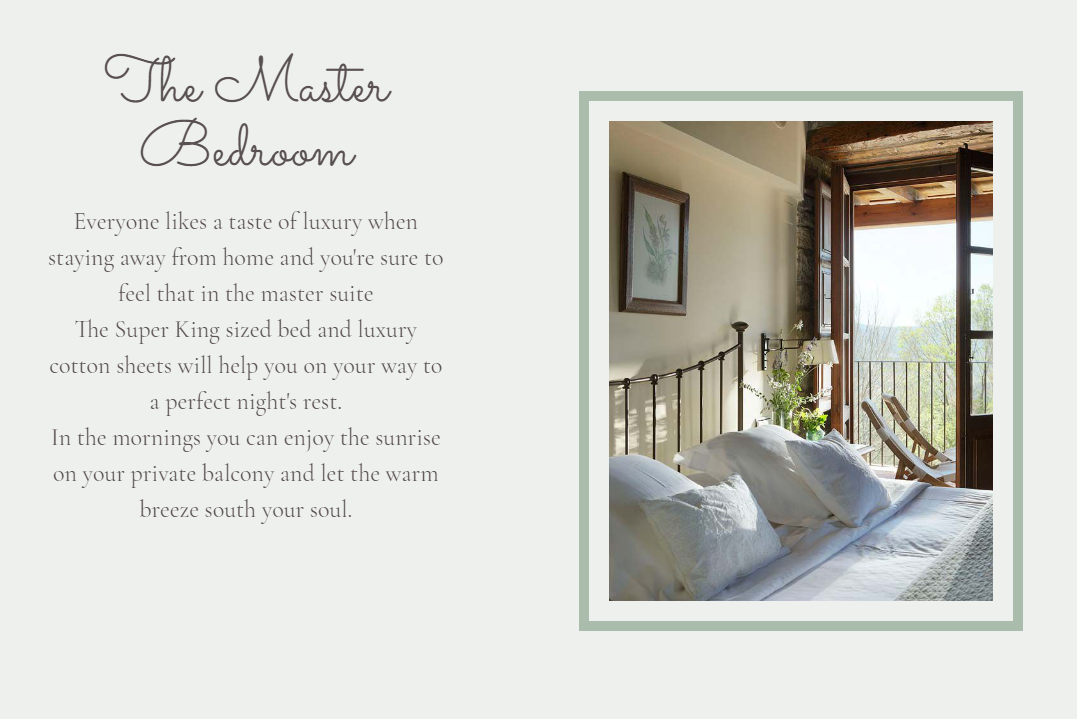 The Master
Bedroom
Everyone likes a taste of luxury when
staying away from home and you're sure to
feel that in the master suite
The Super King sized bed and luxury
cotton sheets will help you on your way to
a perfect night's rest.
In the mornings you can enjoy the sunrise
on your private balcony and let the warm
breeze south your soul.